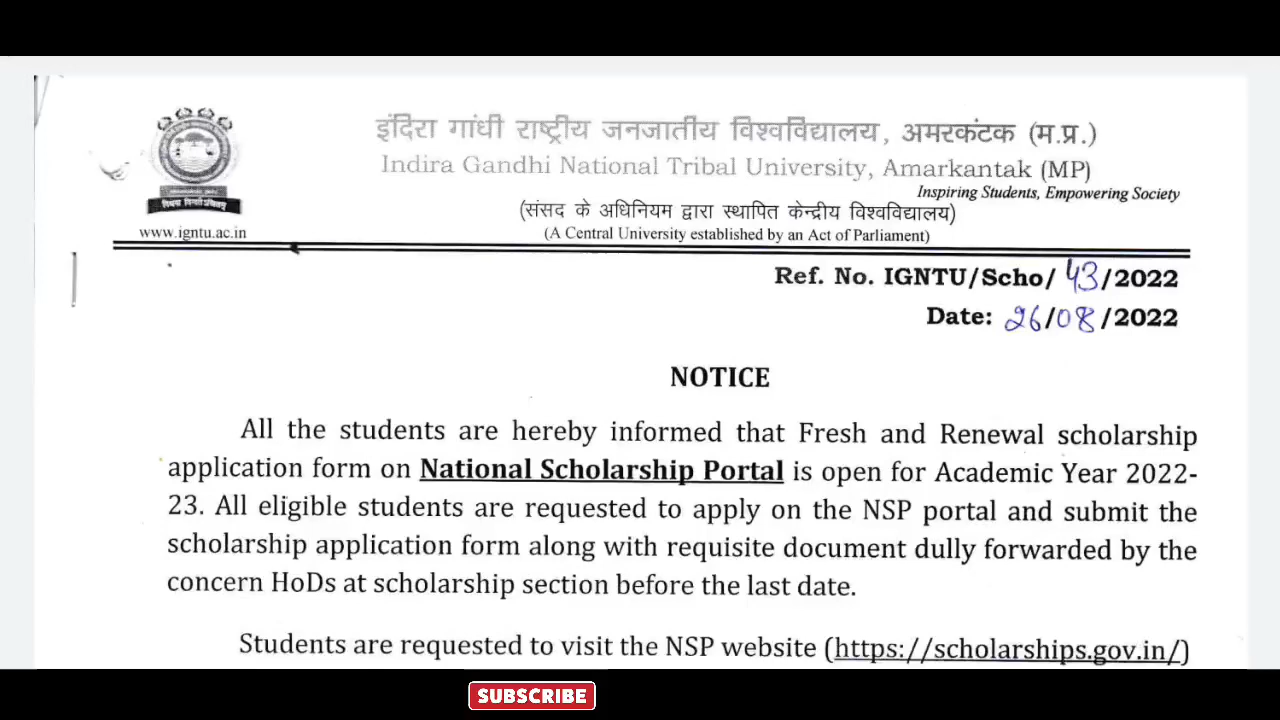 इंदिरा गांधी राष्ट्रीय जनजातीय विश्वविद्यालय, अमरकंटक (म.प्र.)
Indira Gandhi National Tribal University, Amarkantak (MP)
Inspiring Students, Empowering Society
(संसद के अधिनियम द्वारा स्थापित केन्द्रीय विश्वविद्यालय)
www.igntu.ac.in
(A Central University established by an Act of Parliament)
Ref. No. IGNTU/Scho/ 43/2022
Date: 26/08/2022
NOTICE
All the students are hereby informed that Fresh and Renewal scholarship
application form on National Scholarship Portal is open for Academic Year 2022-
23. All eligible students are requested to apply on the NSP portal and submit the
scholarship application form along with requisite document dully forwarded by the
concern HoDs at scholarship section before the last date.
Students are requested to visit the NSP website (https://scholarships.gov.in/)
SUBSCRIBE